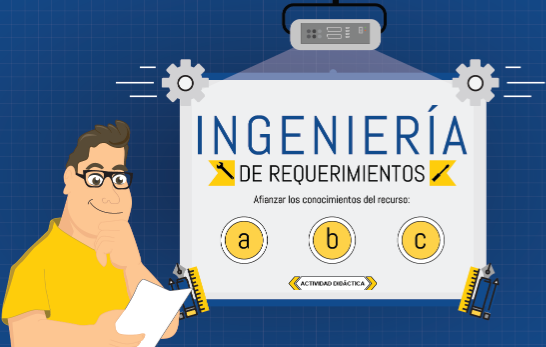 INGENIERÍA
DE REQUERIMIENTOS
Afianzar los conocimientos del recurso:
a b c
ACTIVIDAD DIDÁCTICA